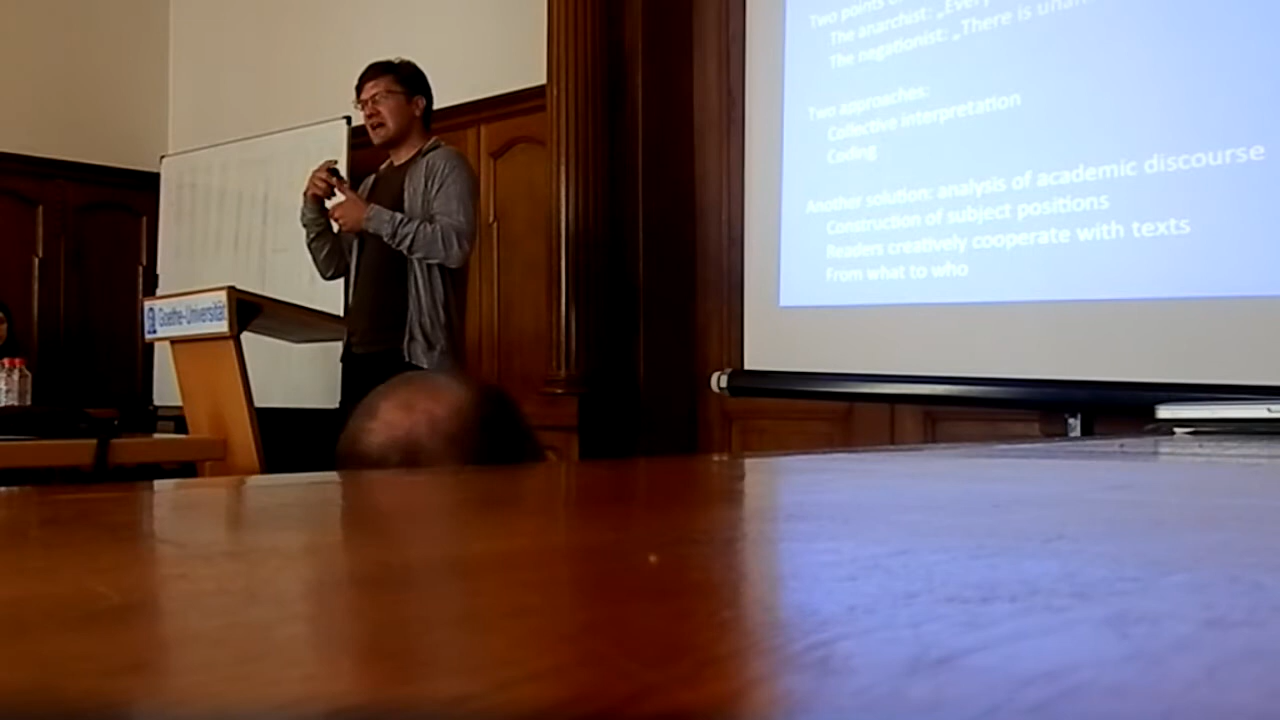 Two points
The anarchist: „Every
The negationist: „There is
Two approaches:
Collective interpretation
Coding
Another solution: analysis of academic discourse
Construction of subject positions
Readers creatively cooperate with texts
From what to who
Goethe-Universität